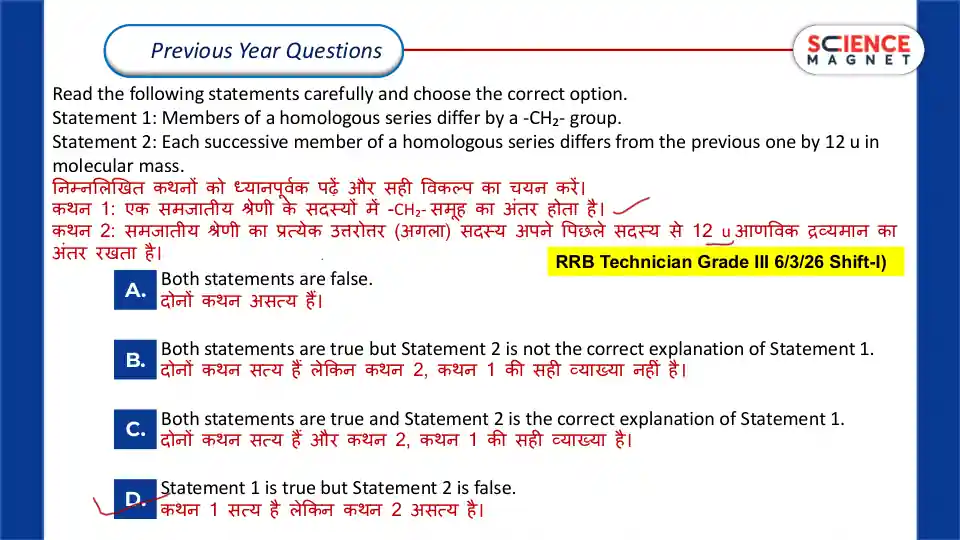 Previous Year Questions
SCIENCE
MAGNET
Read the following statements carefully and choose the correct option.
Statement 1: Members of a homologous series differ by a -CH₂- group.
Statement 2: Each successive member of a homologous series differs from the previous one by 12 u in
molecular mass.
निम्नलिखित कथनों को ध्यानपूर्वक पढ़ें और सही विकल्प का चयन करें।
कथन 1: एक समजातीय श्रेणी के सदस्यों में -CH₂- समूह का अंतर होता है।
कथन 2: समजातीय श्रेणी का प्रत्येक उत्तरोत्तर (अगला) सदस्य अपने पिछले सदस्य से 12 u आणविक द्रव्यमान का
अंतर रखता है।
RRB Technician Grade III 6/3/26 Shift-I)
A.
Both statements are false.
दोनों कथन असत्य हैं।
B.
Both statements are true but Statement 2 is not the correct explanation of Statement 1.
दोनों कथन सत्य हैं लेकिन कथन 2, कथन 1 की सही व्याख्या नहीं है।
C.
Both statements are true and Statement 2 is the correct explanation of Statement 1.
दोनों कथन सत्य हैं और कथन 2, कथन 1 की सही व्याख्या है।
D.
Statement 1 is true but Statement 2 is false.
कथन 1 सत्य है लेकिन कथन 2 असत्य है।